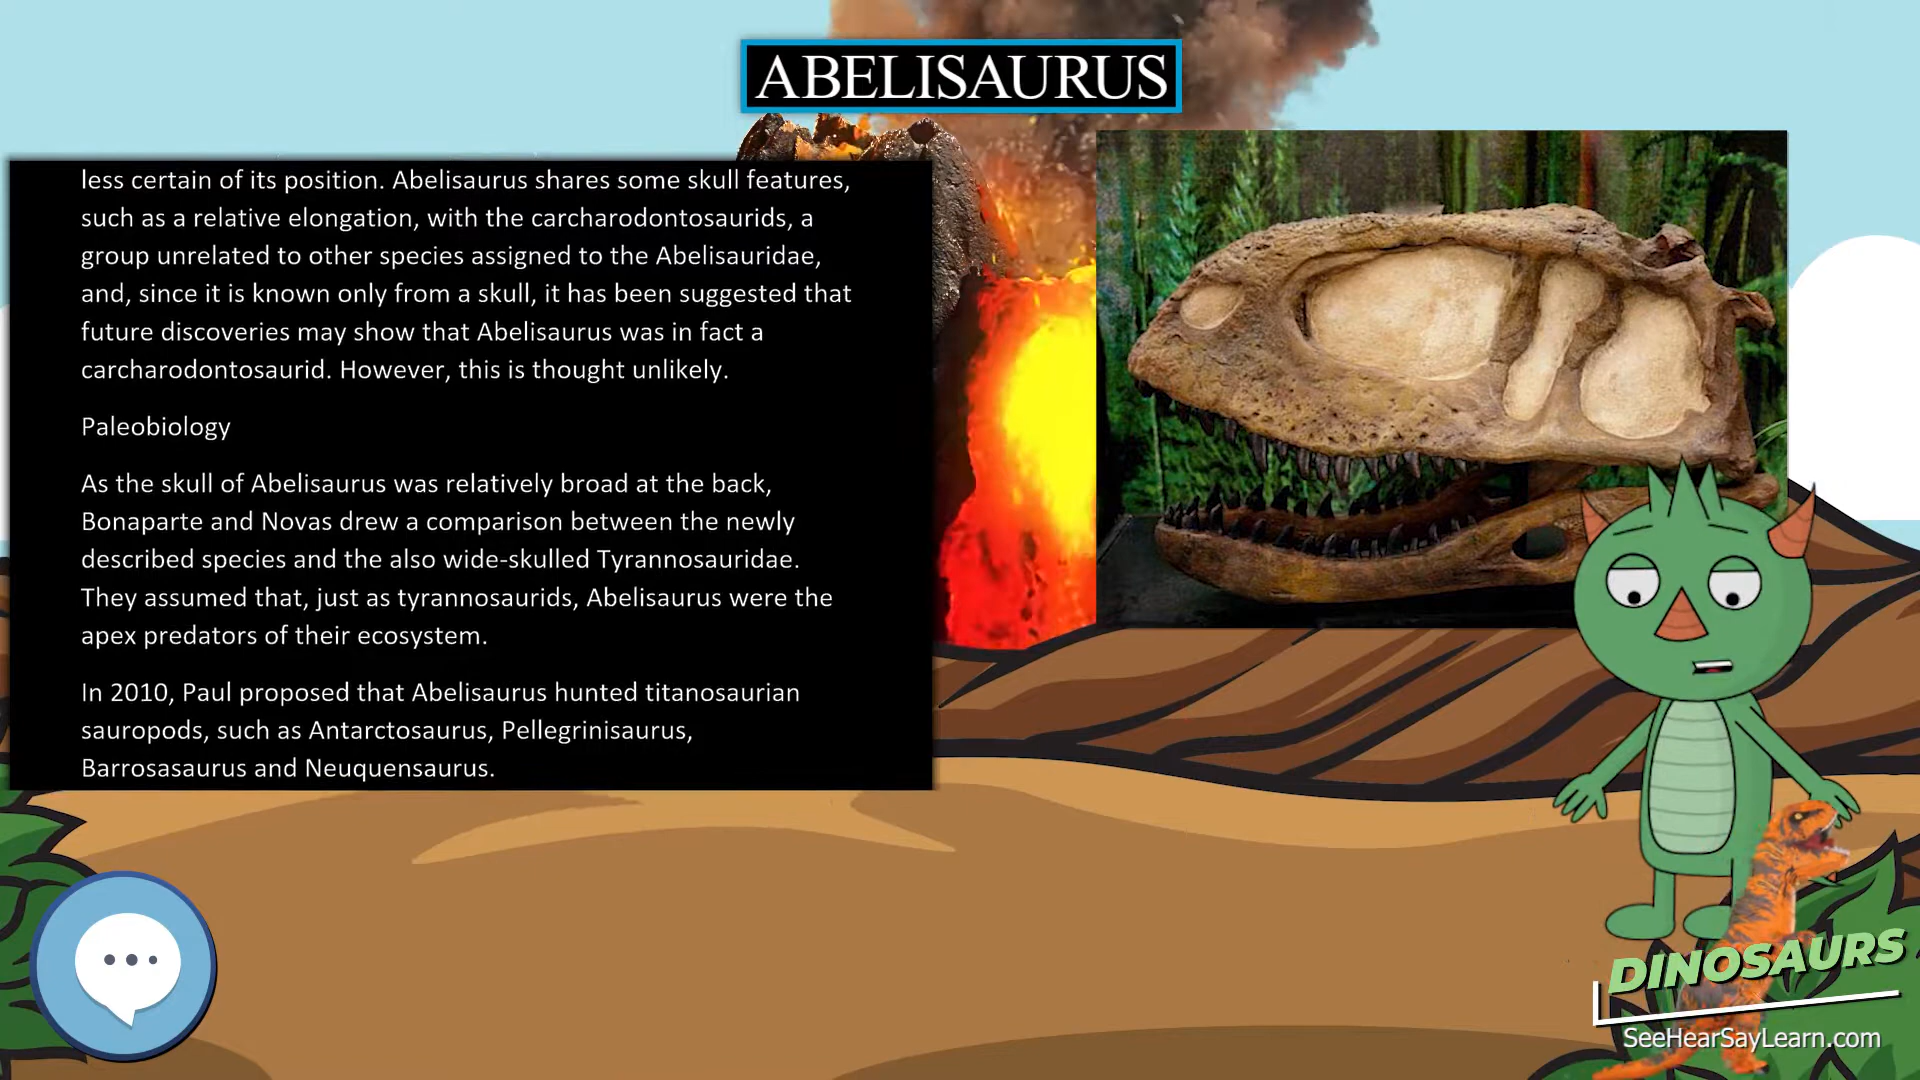 ABELISAURUS
less certain of its position. Abelisaurus shares some skull features,
such as a relative elongation, with the carcharodontosaurids, a
group unrelated to other species assigned to the Abelisauridae,
and, since it is known only from a skull, it has been suggested that
future discoveries may show that Abelisaurus was in fact a
carcharodontosaurid. However, this is thought unlikely.
Paleobiology
As the skull of Abelisaurus was relatively broad at the back,
Bonaparte and Novas drew a comparison between the newly
described species and the also wide-skulled Tyrannosauridae.
They assumed that, just as tyrannosaurids, Abelisaurus were the
apex predators of their ecosystem.
In 2010, Paul proposed that Abelisaurus hunted titanosaurian
sauropods, such as Antarctosaurus, Pellegrinisaurus,
Barrosasaurus and Neuquensaurus.
DINOSAURS
SeeHearSayLearn.com